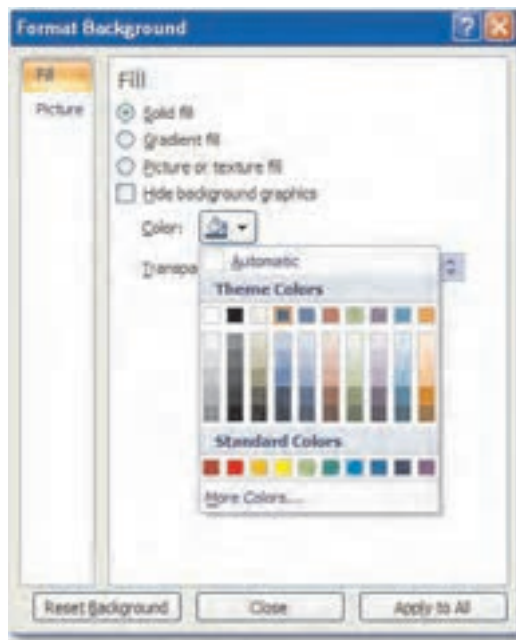 Format Background
Fill
Fill
Picture
Solid fill
Gradient fill
Picture or texture fill
Hide background graphics
Color:
Automatic
Transpa
Theme Colors
Standard Colors
More Colors...
Reset Background
Close
Apply to All